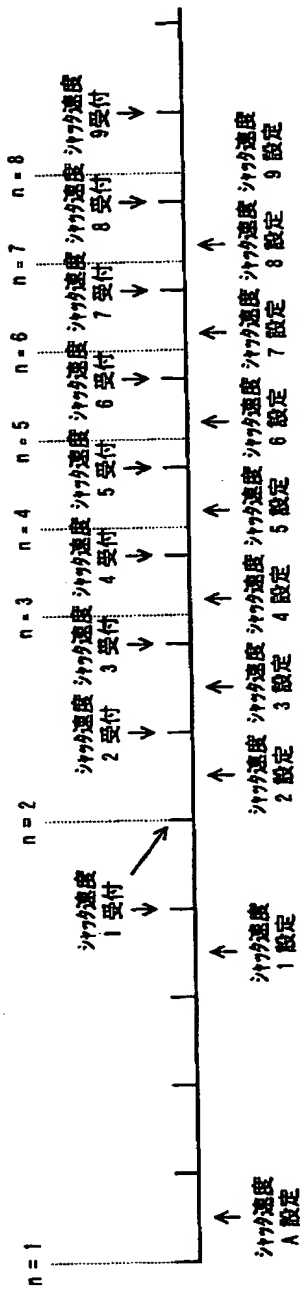 n = 1
n = 2
n = 3
n = 4
n = 5
n = 6
n = 7
n = 8
シャッタ速度
1 受付
シャッタ速度
2 受付
シャッタ速度
3 受付
シャッタ速度
4 受付
シャッタ速度
5 受付
シャッタ速度
6 受付
シャッタ速度
7 受付
シャッタ速度
8 受付
シャッタ速度
9 受付
シャッタ速度
A 設定
シャッタ速度
1 設定
シャッタ速度
2 設定
シャッタ速度
3 設定
シャッタ速度
4 設定
シャッタ速度
5 設定
シャッタ速度
6 設定
シャッタ速度
7 設定
シャッタ速度
8 設定
シャッタ速度
9 設定